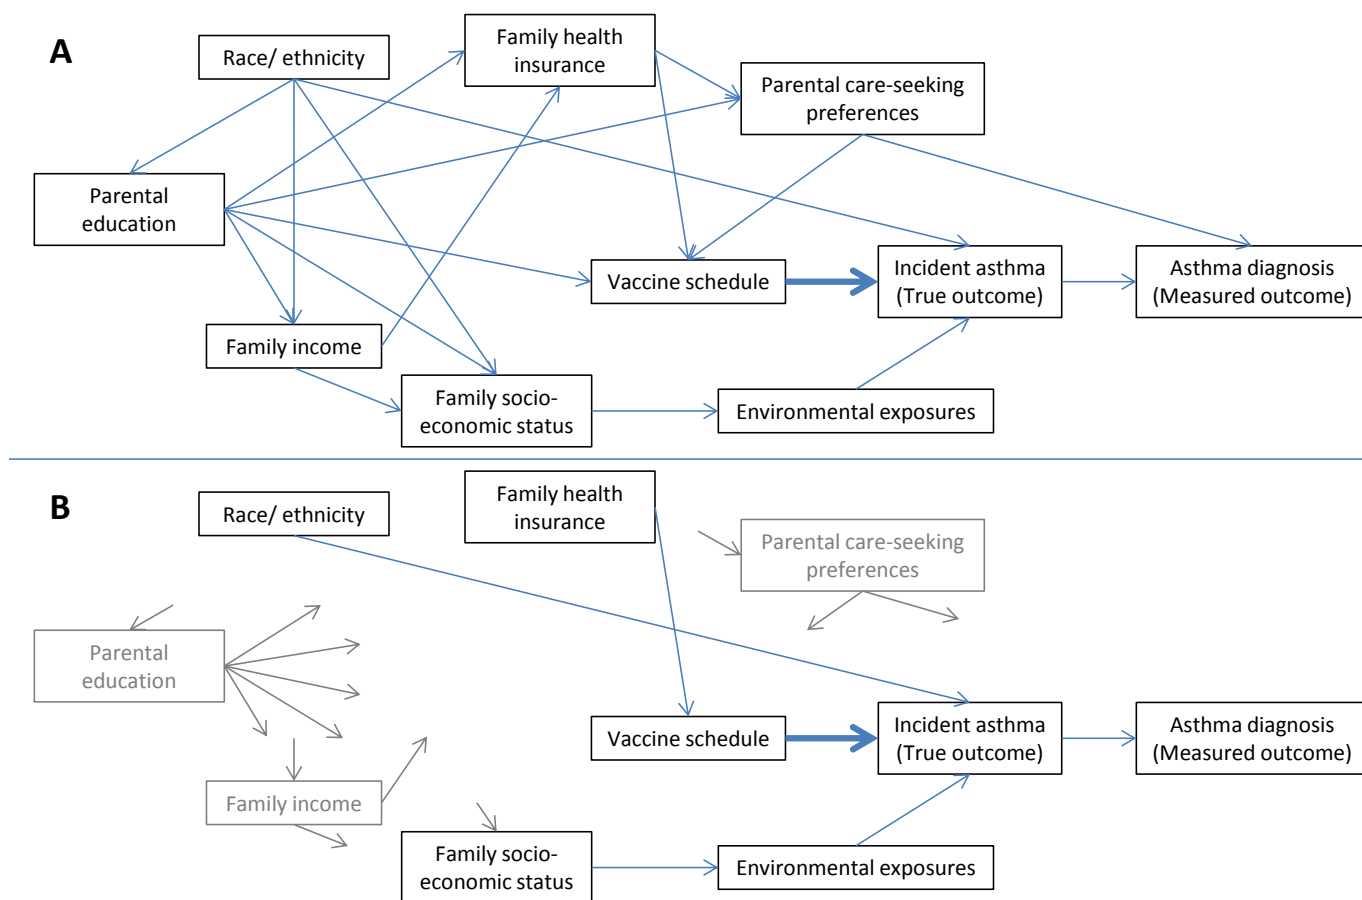 A
Race/ ethnicity
Family health
insurance
Parental care-seeking
preferences
Parental
education
Vaccine schedule
Incident asthma
(True outcome)
Asthma diagnosis
(Measured outcome)
Family income
Family socio-
economic status
Environmental exposures
B
Race/ ethnicity
Family health
insurance
Parental care-seeking
preferences
Parental
education
Vaccine schedule
Incident asthma
(True outcome)
Asthma diagnosis
(Measured outcome)
Family income
Family socio-
economic status
Environmental exposures